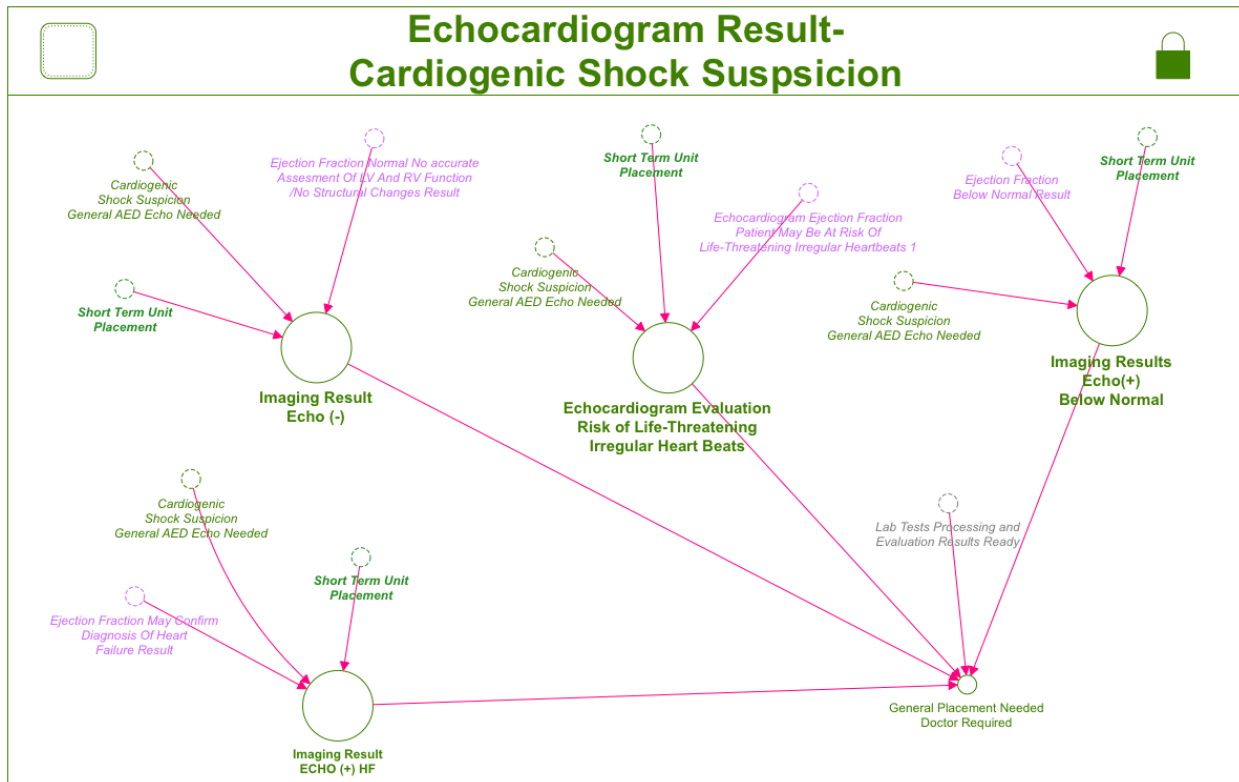 Echocardiogram Result-
Cardiogenic Shock Suspsicion
Cardiogenic
Shock Suspicion
General AED Echo Needed
Ejection Fraction Normal No accurate
Assesment Of LV And RV Function
/No Structural Changes Result
Short Term Unit
Placement
Imaging Result
Echo (-)
Short Term Unit
Placement
Echocardiogram Ejection Fraction
Patient May Be At Risk Of
Life-Threatening Irregular Heartbeats 1
Cardiogenic
Shock Suspicion
General AED Echo Needed
Echocardiogram Evaluation
Risk of Life-Threatening
Irregular Heart Beats
Ejection Fraction
Below Normal Result
Short Term Unit
Placement
Cardiogenic
Shock Suspicion
General AED Echo Needed
Imaging Results
Echo(+)
Below Normal
Cardiogenic
Shock Suspicion
General AED Echo Needed
Short Term Unit
Placement
Ejection Fraction May Confirm
Diagnosis Of Heart
Failure Result
Imaging Result
ECHO (+) HF
Lab Tests Processing and
Evaluation Results Ready
General Placement Needed
Doctor Required